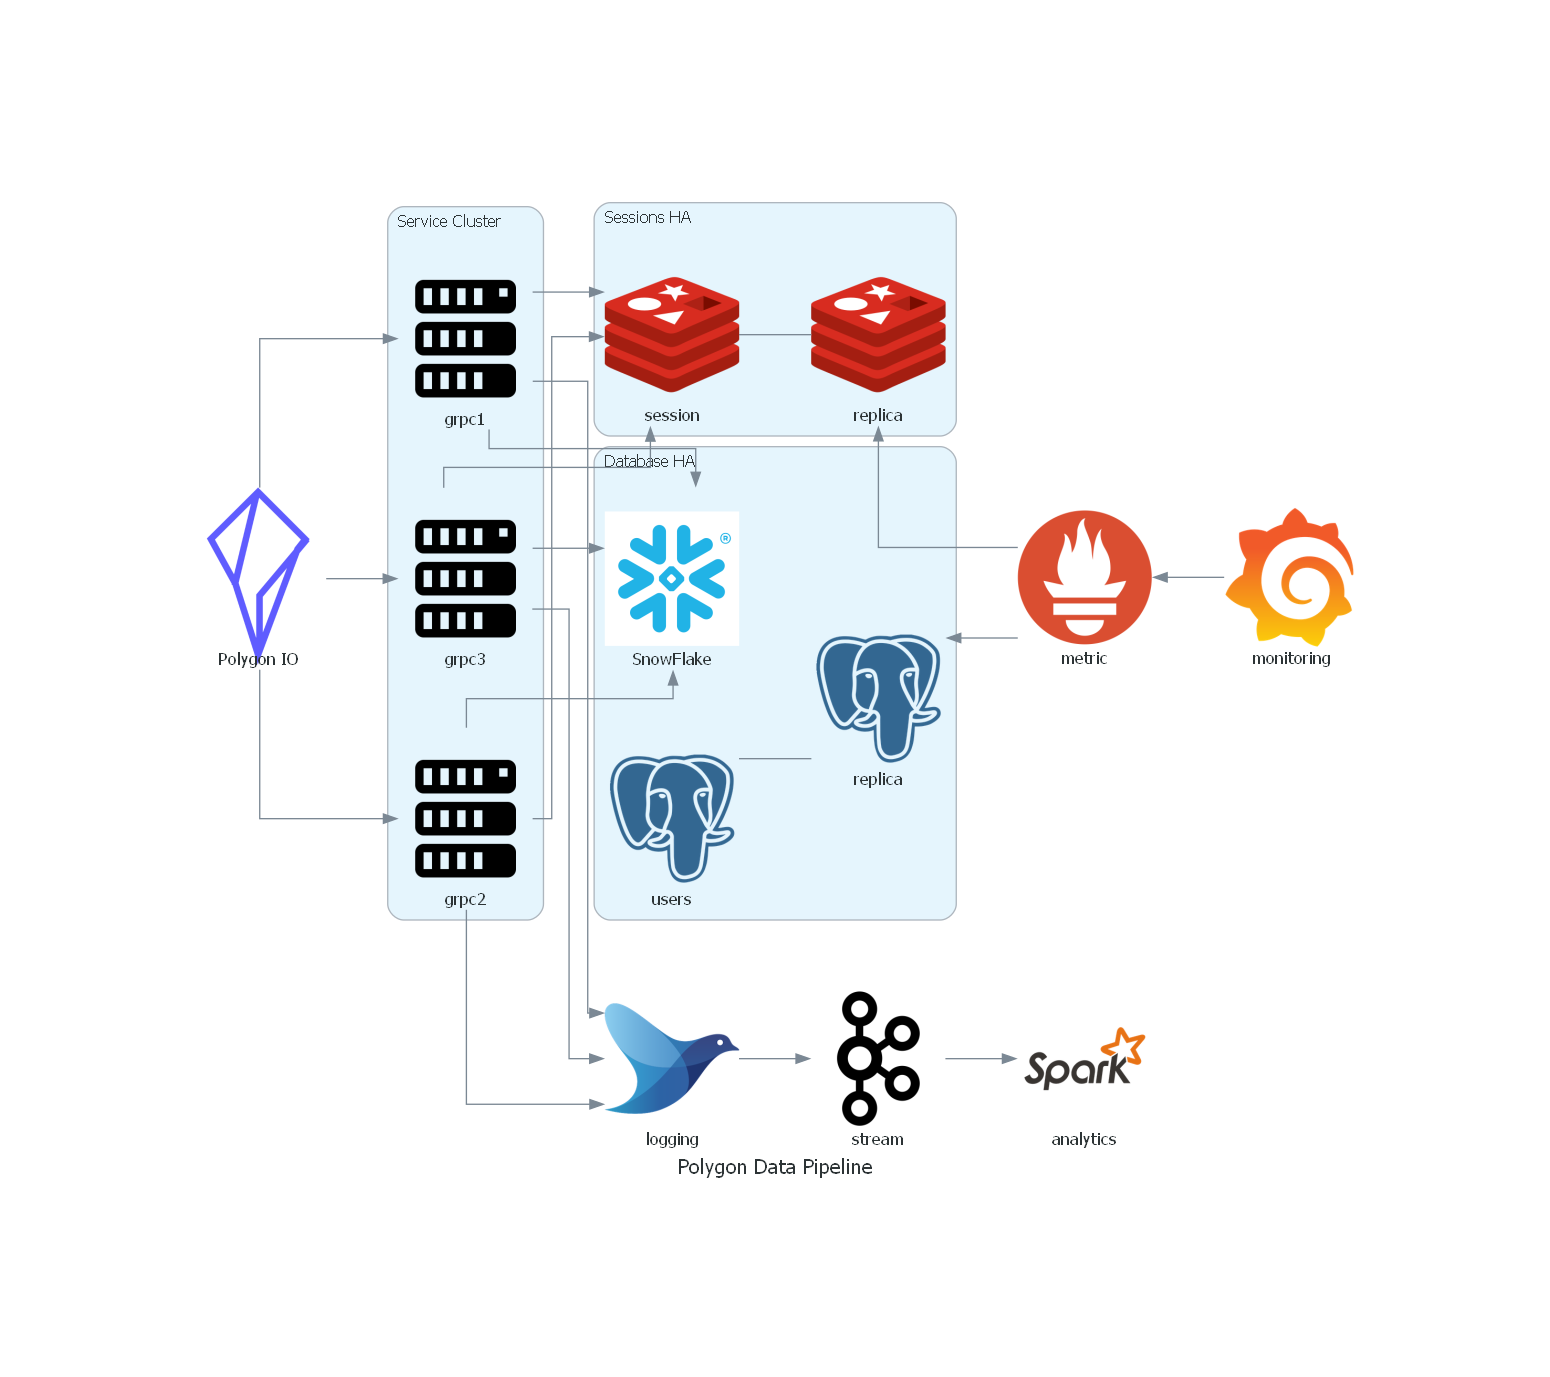 Service Cluster
Sessions HA
grpc1
session
replica
Database HA
®
Polygon IO
grpc3
SnowFlake
metric
monitoring
replica
grpc2
users
Spark
logging
stream
analytics
Polygon Data Pipeline